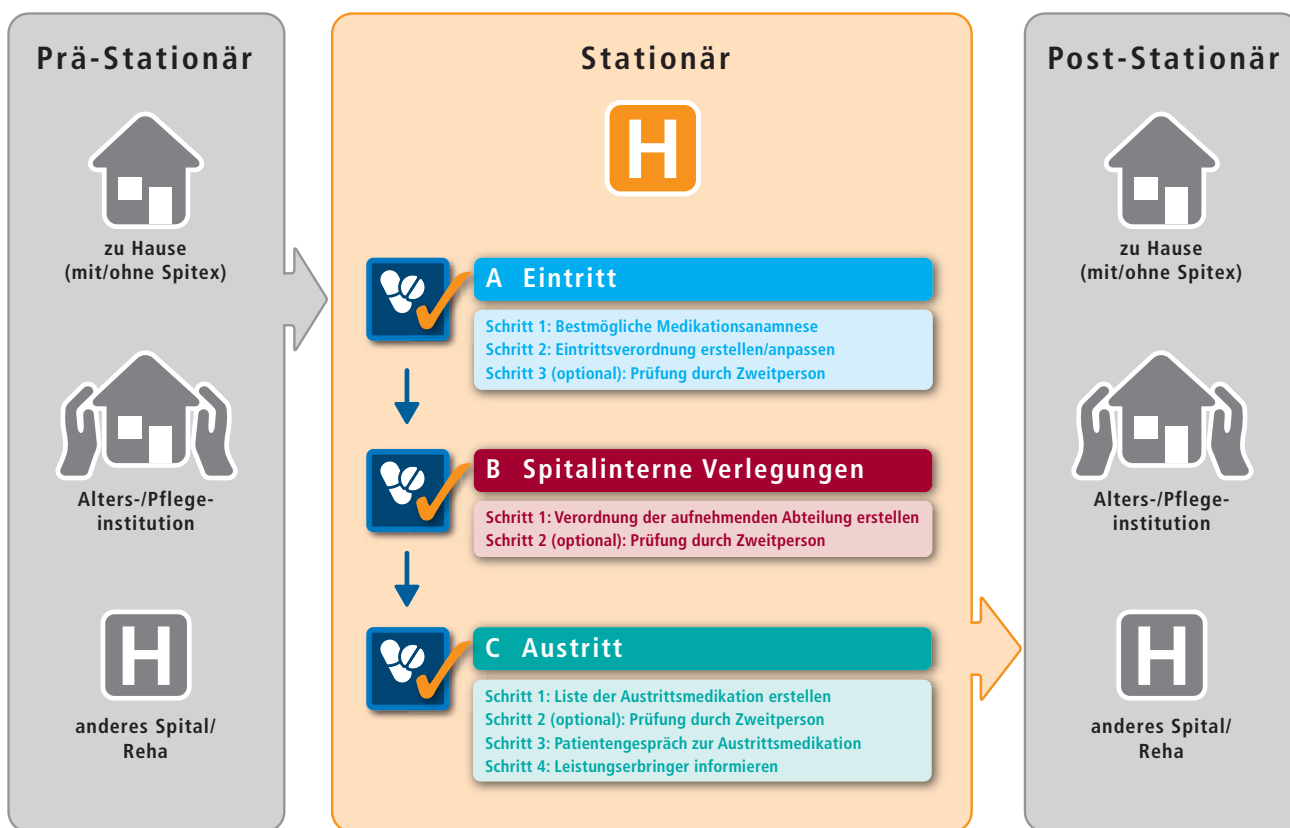 Prä-Stationär
zu Hause
(mit/ohne Spitex)
Alters-/Pflege-
institution
H
anderes Spital/
Reha
Stationär
H
A Eintritt
Schritt 1: Bestmögliche Medikationsanamnese
Schritt 2: Eintrittsverordnung erstellen/anpassen
Schritt 3 (optional): Prüfung durch Zweitperson
B Spitalinterne Verlegungen
Schritt 1: Verordnung der aufnehmenden Abteilung erstellen
Schritt 2 (optional): Prüfung durch Zweitperson
C Austritt
Schritt 1: Liste der Austrittsmedikation erstellen
Schritt 2 (optional): Prüfung durch Zweitperson
Schritt 3: Patientengespräch zur Austrittsmedikation
Schritt 4: Leistungserbringer informieren
Post-Stationär
zu Hause
(mit/ohne Spitex)
Alters-/Pflege-
institution
H
anderes Spital/
Reha